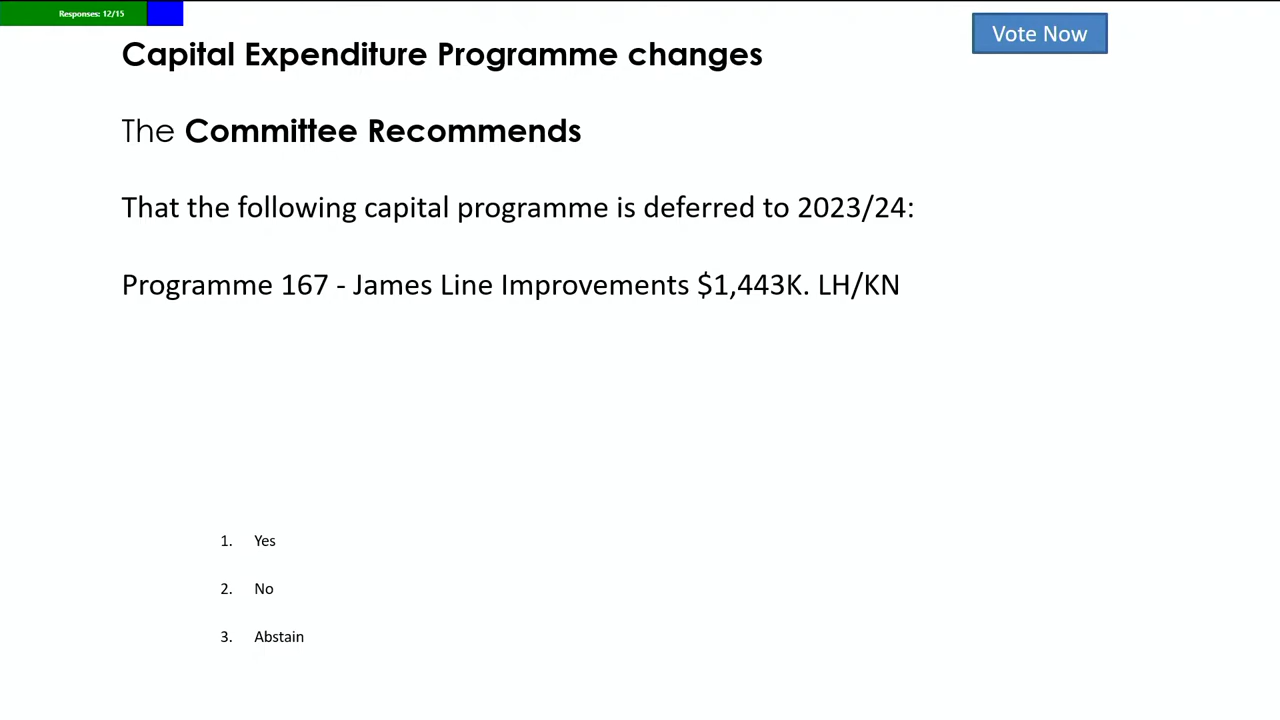 Responses: 12/15
Vote Now
Capital Expenditure Programme changes
The Committee Recommends
That the following capital programme is deferred to 2023/24:
Programme 167 - James Line Improvements $1,443K. LH/KN
1. Yes
2. No
3. Abstain